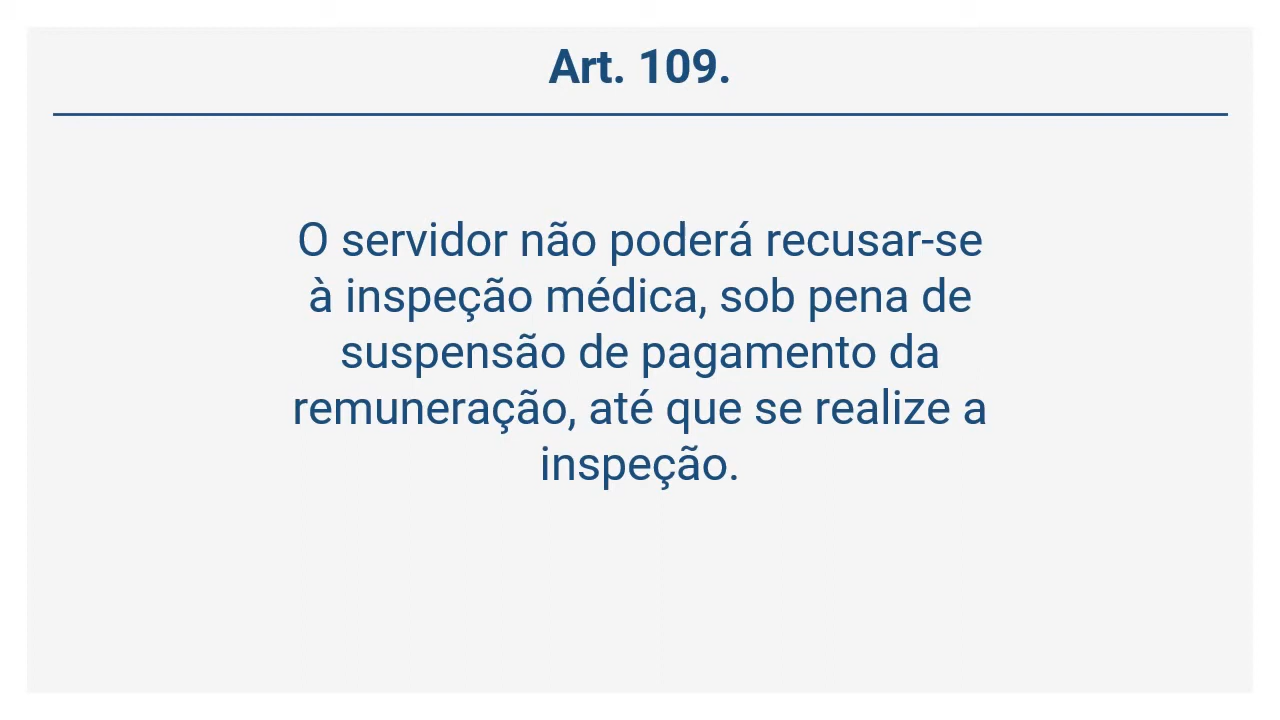 Art. 109.
O servidor não poderá recusar-se
à inspeção médica, sob pena de
suspensão de pagamento da
remuneração, até que se realize a
inspeção.